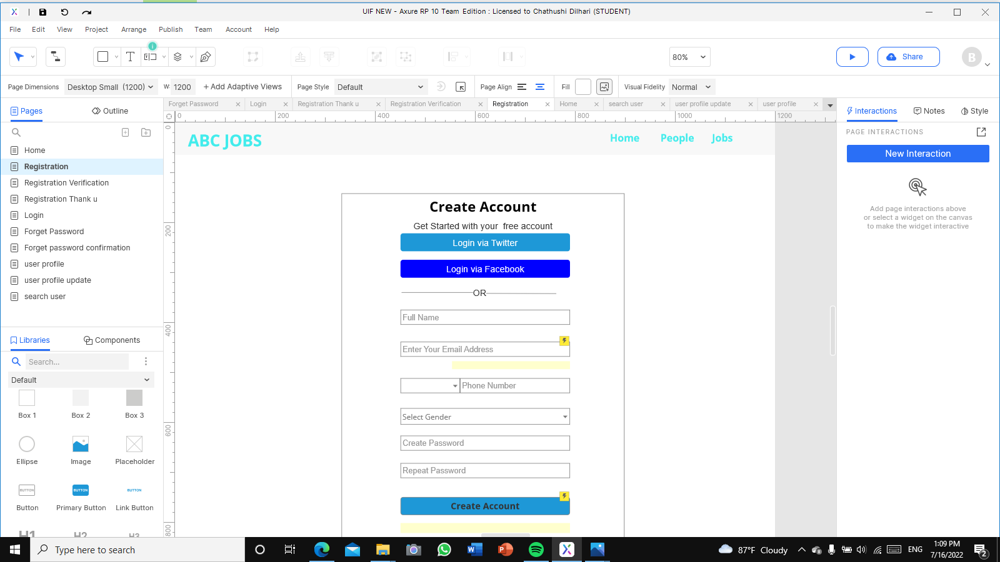 UIF NEW - Axure RP 10 Team Edition : Licensed to Chathushi Dilhari (STUDENT)
File Edit View Project Arrange Publish Team Account Help
80%
Share
B
Page Dimensions Desktop Small (1200) W: 1200 + Add Adaptive Views Page Style Default Page Align Fill Visual Fidelity Normal
Pages
Outline
Forget Password Login Registration Thank u Registration Verification Registration Home search user user profile update user profile
0 200 400 600 800 1000 1200
Home
Registration
Registration Verification
Registration Thank u
Login
Forget Password
Forget password confirmation
user profile
user profile update
search user
Libraries
Components
Search...
Default
Box 1 Box 2 Box 3
Ellipse Image Placeholder
BUTTON BUTTON BUTTON
Button Primary Button Link Button
H1 H2 H3
0
200
400
600
800
ABC JOBS
Home People Jobs
Create Account
Get Started with your  free account
Login via Twitter
Login via Facebook
OR
Full Name
Enter Your Email Address
Phone Number
Select Gender
Create Password
Repeat Password
Create Account
Interactions Notes Style
PAGE INTERACTIONS
New Interaction
Add page interactions above
or select a widget on the canvas
to make the widget interactive
Type here to search
87°F Cloudy
ENG
1:09 PM
7/16/2022
2